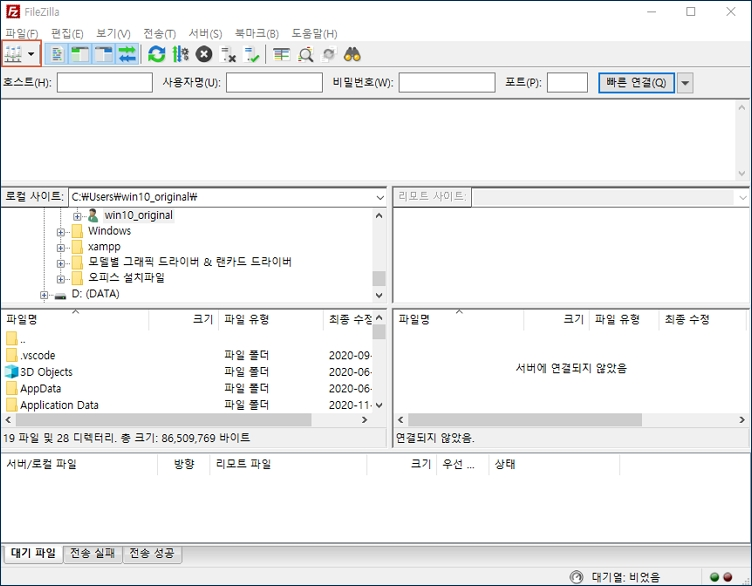 FileZilla
파일(F) 편집(E) 보기(V) 전송(T) 서버(S) 북마크(B) 도움말(H)
호스트(H): 사용자명(U): 비밀번호(W): 포트(P): 빠른 연결(Q)
로컬 사이트: C:₩Users₩win10_original₩
리모트 사이트:
win10_original
Windows
xampp
모델별 그래픽 드라이버 & 랜카드 드라이버
오피스 설치파일
D: (DATA)
파일명 크기 파일 유형 최종 수정
파일명 크기 파일 유형 최종 수정
..
.vscode 파일 폴더 2020-09-
3D Objects 파일 폴더 2020-06-
AppData 파일 폴더 2020-06-
Application Data 파일 폴더 2020-11-
서버에 연결되지 않았음
19 파일 및 28 디렉터리. 총 크기: 86,509,769 바이트
연결되지 않았음.
서버/로컬 파일 방향 리모트 파일 크기 우선 ... 상태
대기 파일 전송 실패 전송 성공
대기열: 비었음